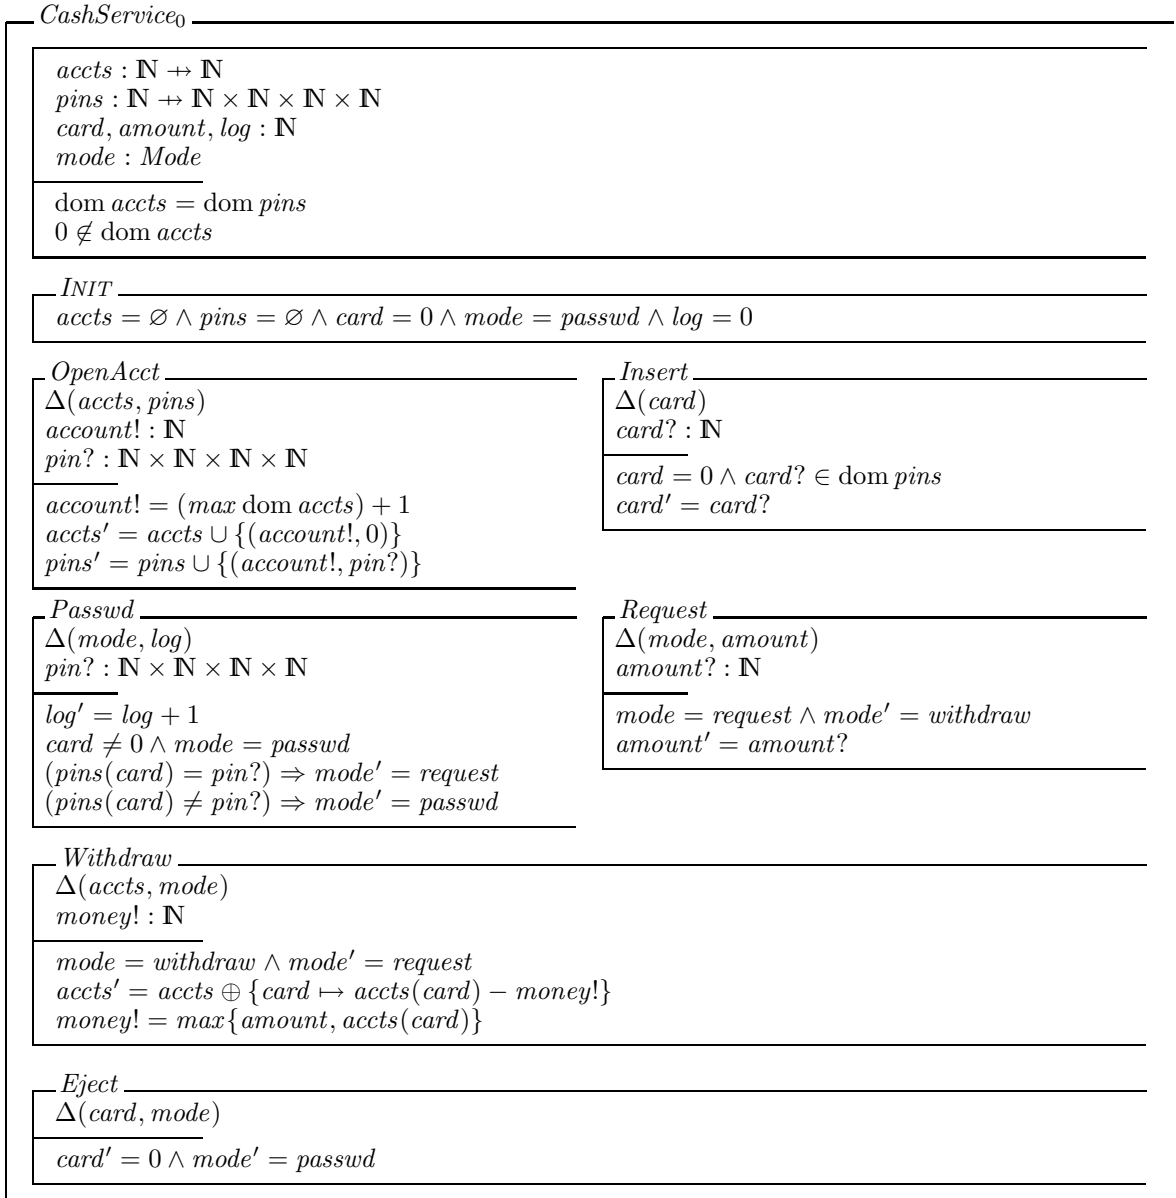 CashService₀
accts : ℕ ⇸ ℕ
pins : ℕ ⇸ ℕ × ℕ × ℕ × ℕ
card, amount, log : ℕ
mode : Mode
dom accts = dom pins
0 ∉ dom accts
INIT
accts = ∅ ∧ pins = ∅ ∧ card = 0 ∧ mode = passwd ∧ log = 0
OpenAcct
Δ(accts, pins)
account! : ℕ
pin? : ℕ × ℕ × ℕ × ℕ
account! = (max dom accts) + 1
accts′ = accts ∪ {(account!, 0)}
pins′ = pins ∪ {(account!, pin?)}
Insert
Δ(card)
card? : ℕ
card = 0 ∧ card? ∈ dom pins
card′ = card?
Passwd
Δ(mode, log)
pin? : ℕ × ℕ × ℕ × ℕ
log′ = log + 1
card ≠ 0 ∧ mode = passwd
(pins(card) = pin?) ⇒ mode′ = request
(pins(card) ≠ pin?) ⇒ mode′ = passwd
Request
Δ(mode, amount)
amount? : ℕ
mode = request ∧ mode′ = withdraw
amount′ = amount?
Withdraw
Δ(accts, mode)
money! : ℕ
mode = withdraw ∧ mode′ = request
accts′ = accts ⊕ {card ↦ accts(card) − money!}
money! = max{amount, accts(card)}
Eject
Δ(card, mode)
card′ = 0 ∧ mode′ = passwd